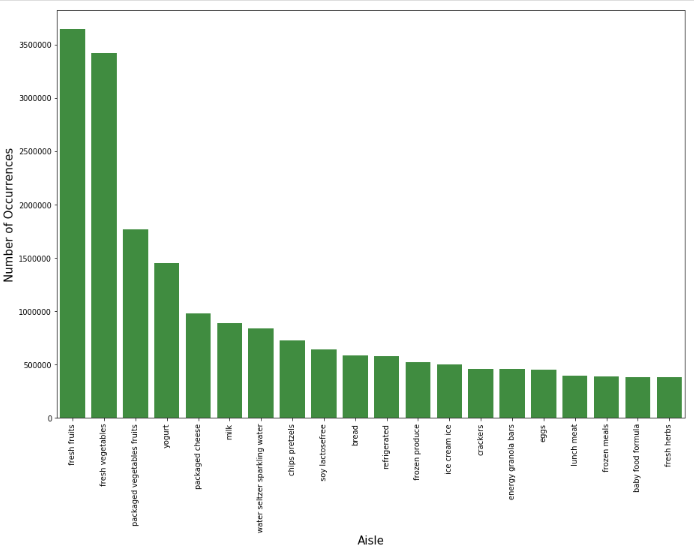 Number of Occurrences
3500000
3000000
2500000
2000000
1500000
1000000
500000
0
fresh fruits
fresh vegetables
packaged vegetables fruits
yogurt
packaged cheese
milk
water seltzer sparkling water
chips pretzels
soy lactosefree
bread
refrigerated
frozen produce
ice cream ice
crackers
energy granola bars
eggs
lunch meat
frozen meals
baby food formula
fresh herbs
Aisle